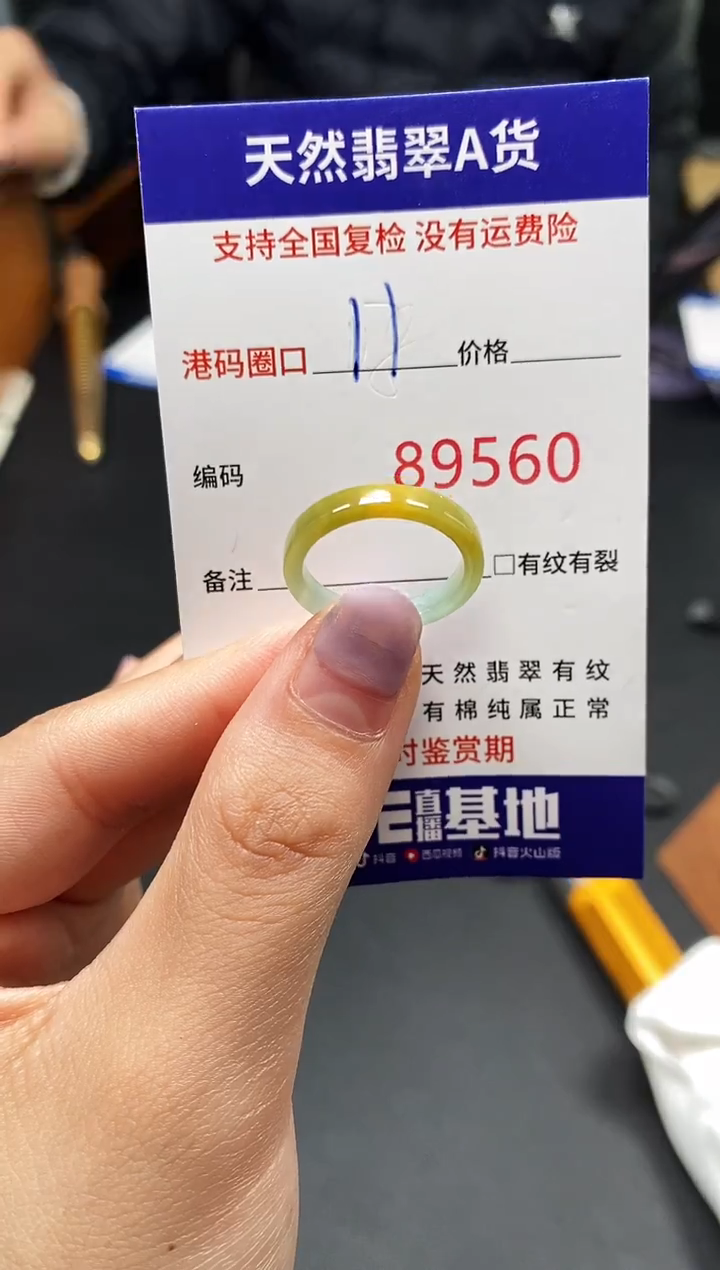 天然翡翠A货
支持全国复检 没有运费险
港码圈口 11 价格
编码 89560
备注 □有纹有裂
天然翡翠有纹
有棉纯属正常
时鉴赏期
直播基地
抖音 西瓜视频 抖音火山版